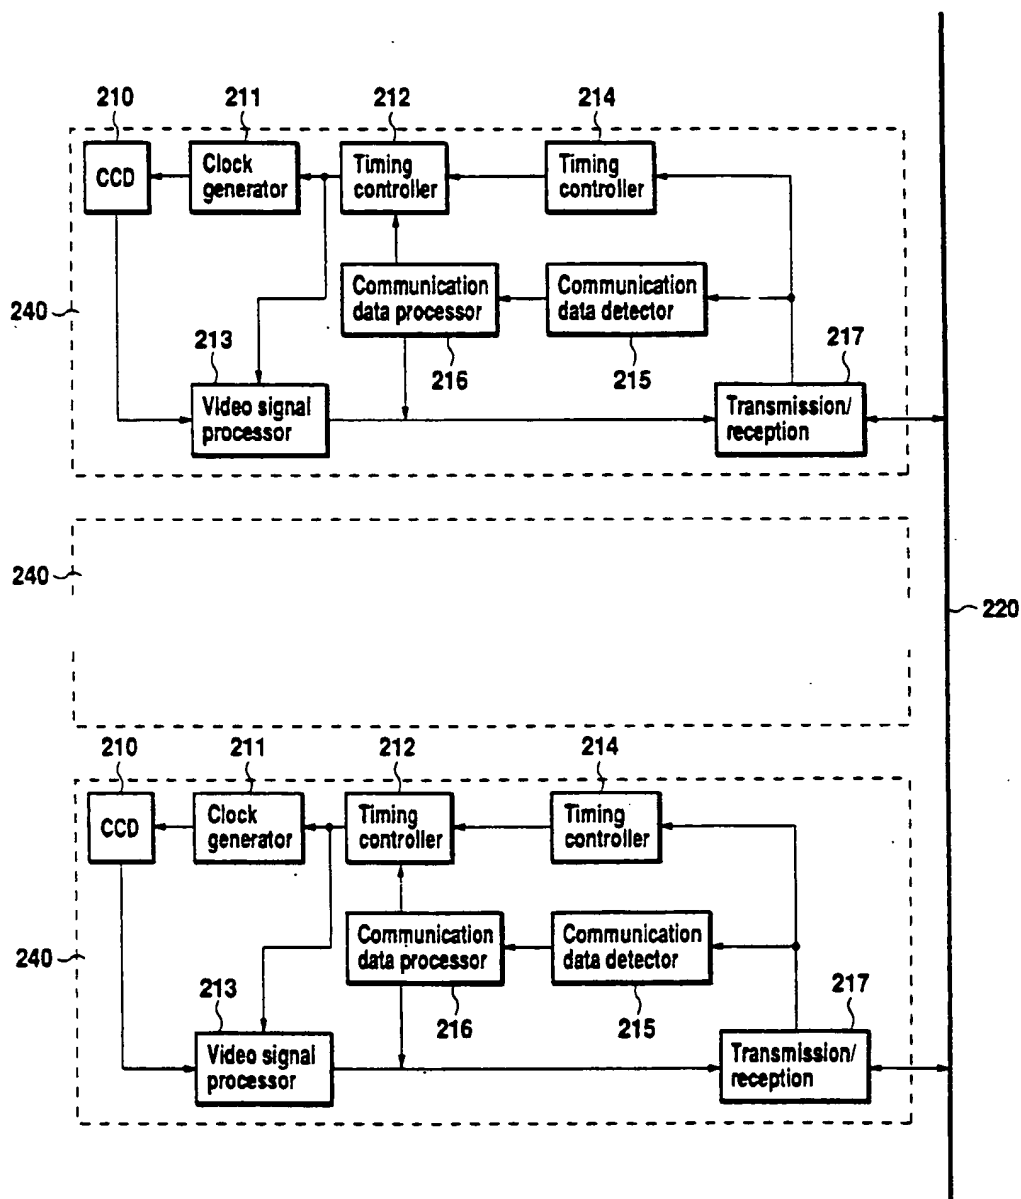 210
211
212
214
CCD
Clock
generator
Timing
controller
Timing
controller
240
Communication
data processor
Communication
data detector
213
216
215
217
Video signal
processor
Transmission/
reception
240
220
210
211
212
214
CCD
Clock
generator
Timing
controller
Timing
controller
240
Communication
data processor
Communication
data detector
213
216
215
217
Video signal
processor
Transmission/
reception